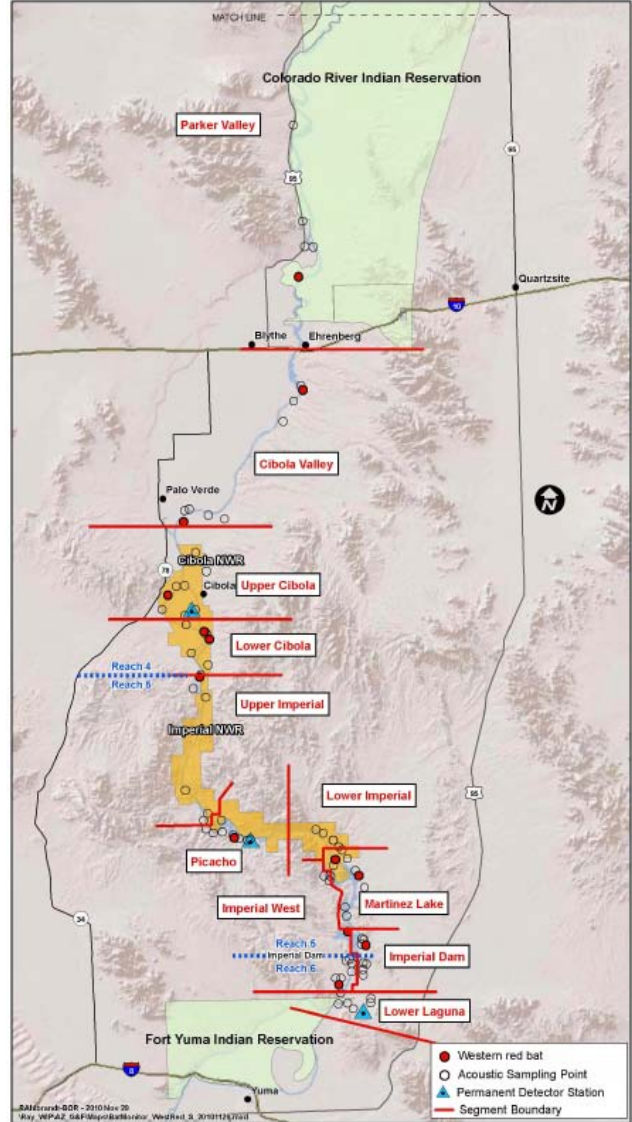 MATCH LINE
Colorado River Indian Reservation
Parker Valley
95
95
Quartzsite
10
Blythe
Ehrenberg
Cibola Valley
Palo Verde
N
Cibola NWR
78
Cibola
Upper Cibola
Lower Cibola
Reach 4
Reach 5
Upper Imperial
Imperial NWR
95
Lower Imperial
Picacho
Imperial West
Martinez Lake
34
Reach 5
Imperial Dam
Reach 6
Imperial Dam
Lower Laguna
Fort Yuma Indian Reservation
8
Yuma
Western red bat
Acoustic Sampling Point
Permanent Detector Station
Segment Boundary